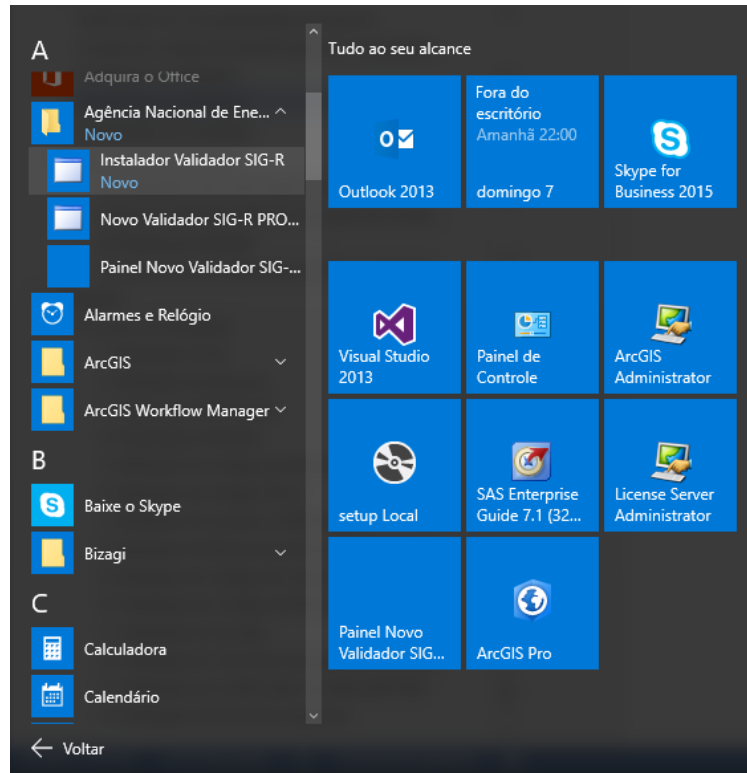 A
Adquira o Office
Agência Nacional de Ene...
Novo
Instalador Validador SIG-R
Novo
Novo Validador SIG-R PRO...
Painel Novo Validador SIG-...
Alarmes e Relógio
ArcGIS
ArcGIS Workflow Manager
B
Baixe o Skype
Bizagi
C
Calculadora
Calendário
Voltar
Tudo ao seu alcance
Outlook 2013
Fora do
escritório
Amanhã 22:00
domingo 7
Skype for
Business 2015
Visual Studio
2013
Painel de
Controle
ArcGIS
Administrator
setup Local
SAS Enterprise
Guide 7.1 (32...
License Server
Administrator
Painel Novo
Validador SIG...
ArcGIS Pro